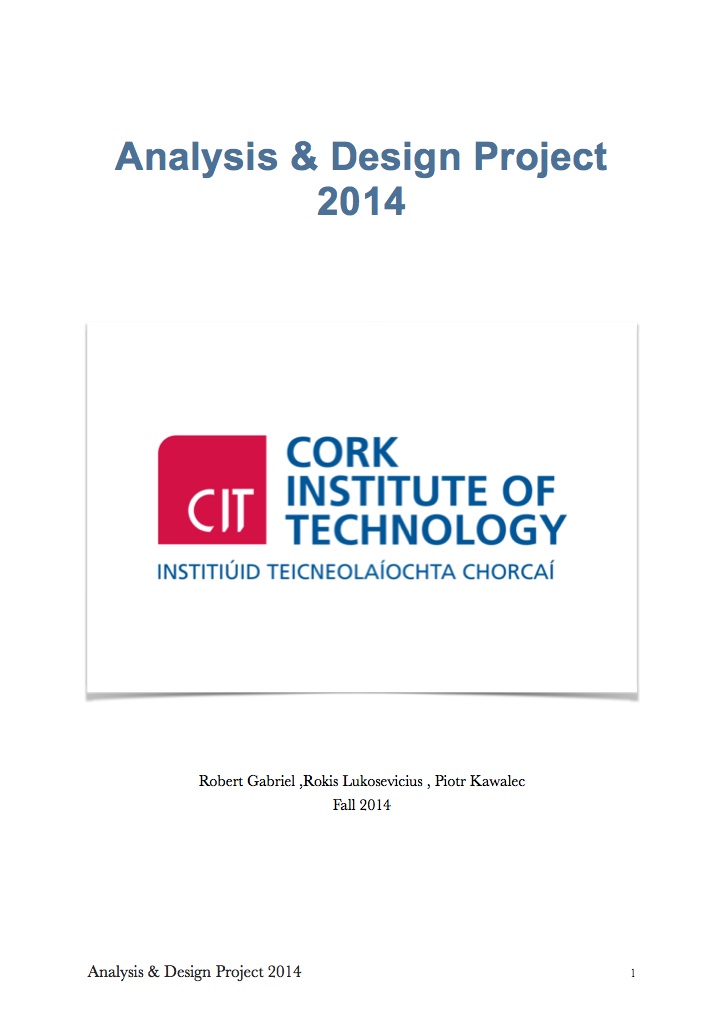 Analysis & Design Project
2014
CIT
CORK
INSTITUTE OF
TECHNOLOGY
INSTITIÚID TEICNEOLAÍOCHTA CHORCAÍ
Robert Gabriel ,Rokis Lukosevicius , Piotr Kawalec
Fall 2014
Analysis & Design Project 2014 1